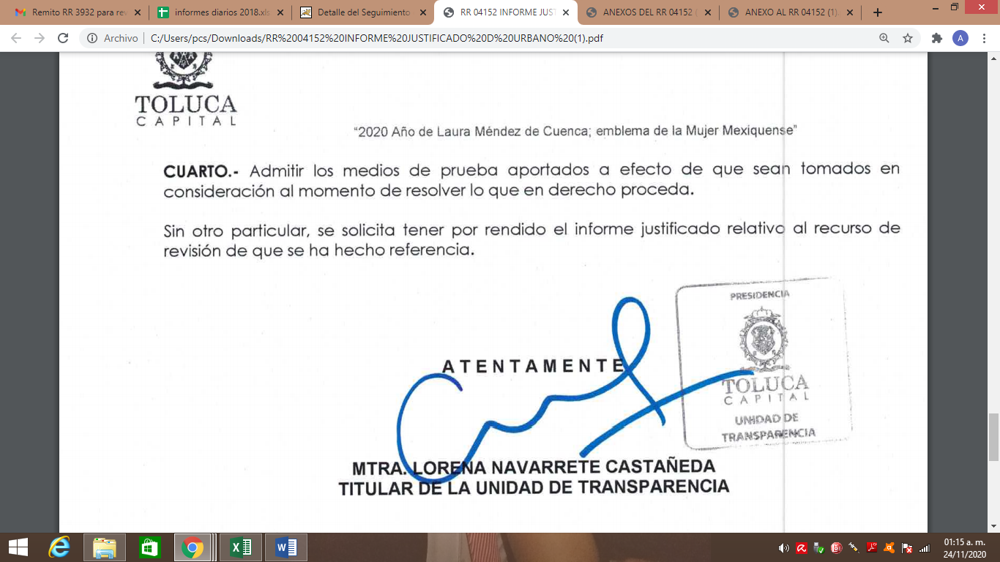 Remito RR 3932 para rev
informes diarios 2018.xls
Detalle del Seguimiento
RR 04152 INFORME JUST
ANEXOS DEL RR 04152 (
ANEXO AL RR 04152 (1).
Archivo
C:/Users/pcs/Downloads/RR%2004152%20INFORME%20JUSTIFICADO%20D%20URBANO%20(1).pdf
A
TOLUCA
CAPITAL
“2020 Año de Laura Méndez de Cuenca; emblema de la Mujer Mexiquense”
CUARTO.- Admitir los medios de prueba aportados a efecto de que sean tomados en
consideración al momento de resolver lo que en derecho proceda.
Sin otro particular, se solicita tener por rendido el informe justificado relativo al recurso de
revisión de que se ha hecho referencia.
PRESIDENCIA
TOLUCA
CAPITAL
UNIDAD DE
TRANSPARENCIA
ATENTAMENTE
MTRA. LORENA NAVARRETE CASTAÑEDA
TITULAR DE LA UNIDAD DE TRANSPARENCIA
01:15 a. m.
24/11/2020